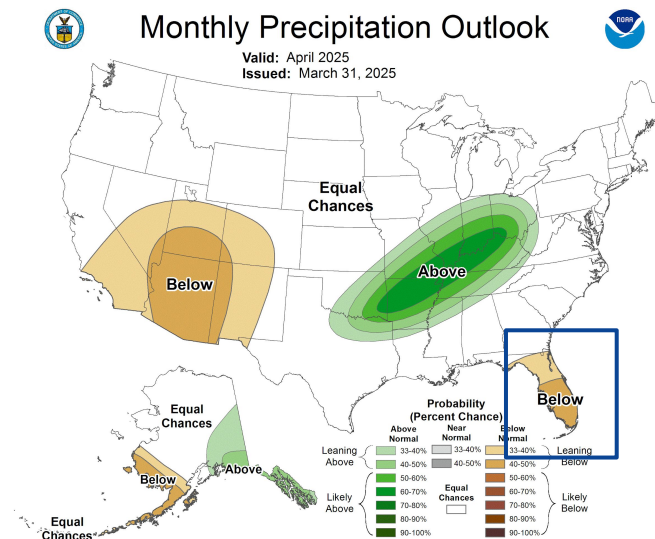 Monthly Precipitation Outlook
NOAA
Valid: April 2025
Issued: March 31, 2025
Equal
Chances
Below
Above
Below
Equal
Chances
Above
Below
Equal
Chances
Probability
(Percent Chance)
Above
Normal
Near
Normal
Below
Normal
Leaning
Above
33-40%
40-50%
33-40%
40-50%
33-40%
40-50%
Leaning
Below
Likely
Above
50-60%
60-70%
70-80%
80-90%
90-100%
Equal
Chances
50-60%
60-70%
70-80%
80-90%
90-100%
Likely
Below